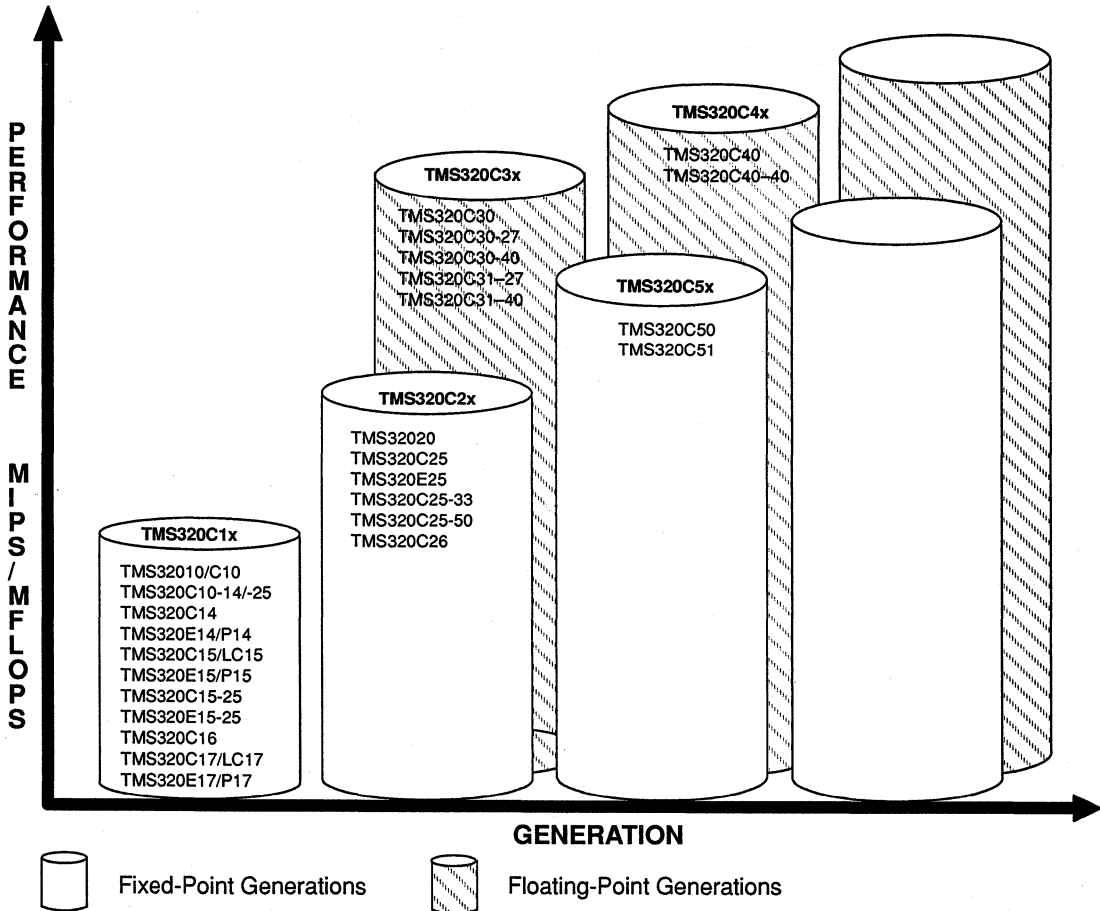 PERFORMANCE MIPS/MFLOPS
TMS320C1x
TMS32010/C10
TMS320C10-14/-25
TMS320C14
TMS320E14/P14
TMS320C15/LC15
TMS320E15/P15
TMS320C15-25
TMS320E15-25
TMS320C16
TMS320C17/LC17
TMS320E17/P17
TMS320C2x
TMS32020
TMS320C25
TMS320E25
TMS320C25-33
TMS320C25-50
TMS320C26
TMS320C3x
TMS320C30
TMS320C30-27
TMS320C30-40
TMS320C31–27
TMS320C31–40
TMS320C5x
TMS320C50
TMS320C51
TMS320C4x
TMS320C40
TMS320C40–40
GENERATION
Fixed-Point Generations
Floating-Point Generations